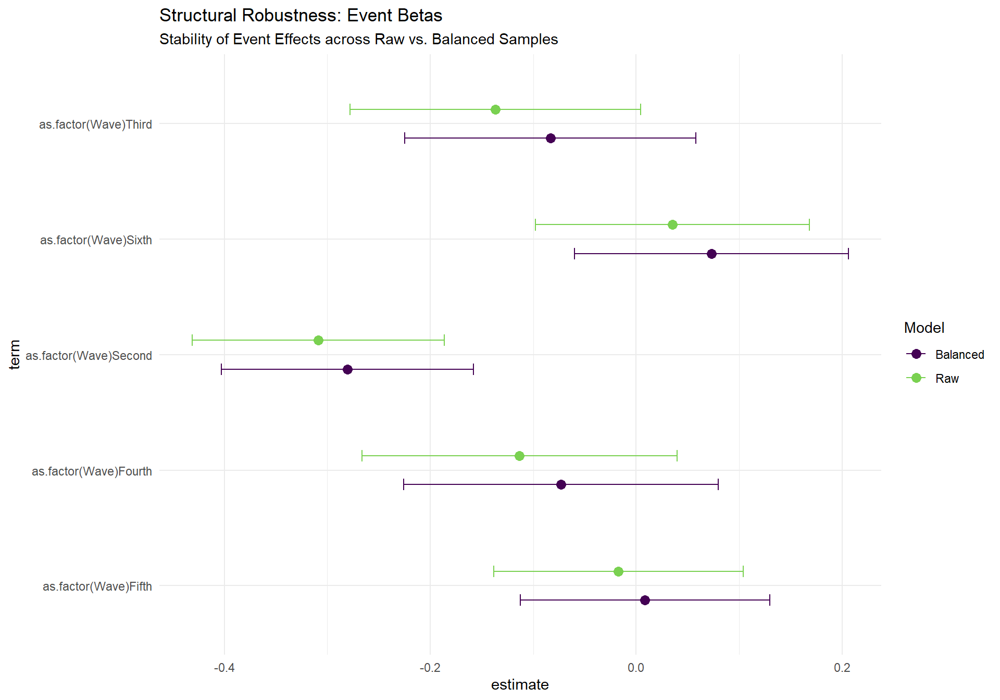 Structural Robustness: Event Betas
Stability of Event Effects across Raw vs. Balanced Samples
as.factor(Wave)Third
as.factor(Wave)Sixth
as.factor(Wave)Second
as.factor(Wave)Fourth
as.factor(Wave)Fifth
term
-0.4
-0.2
0.0
0.2
estimate
Model
Balanced
Raw